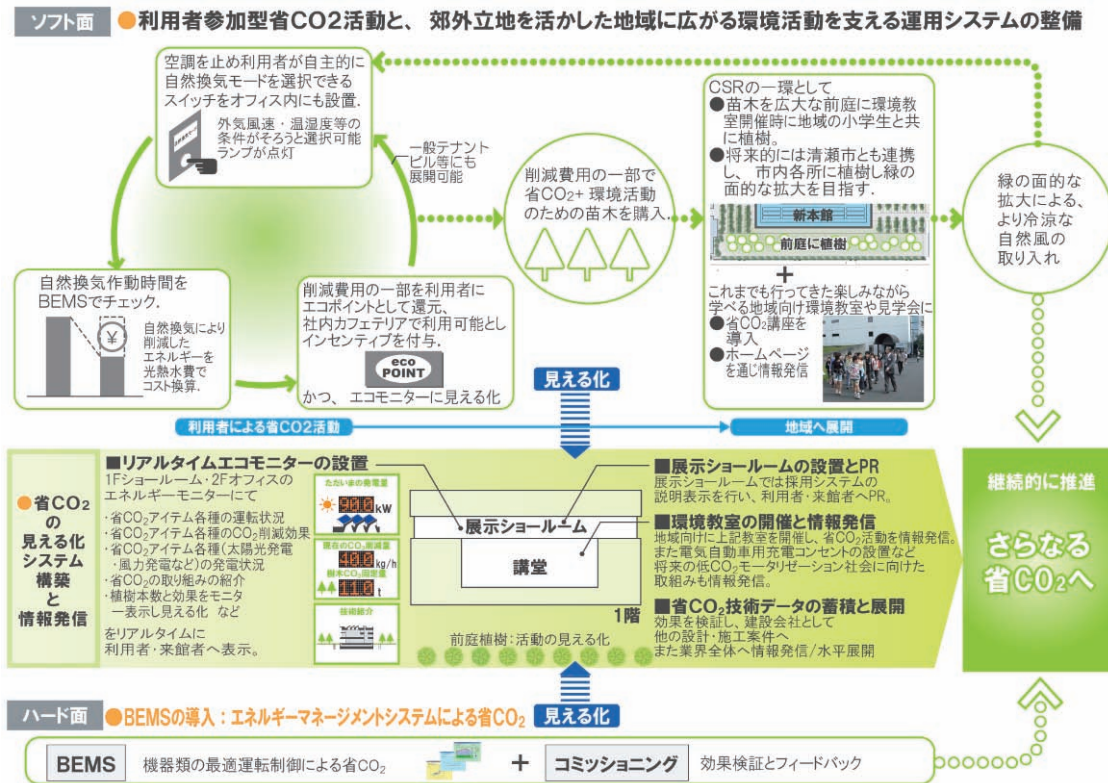 ソフト面
●利用者参加型省CO2活動と、郊外立地を活かした地域に広がる環境活動を支える運用システムの整備
空調を止め利用者が自主的に
自然換気モードを選択できる
スイッチをオフィス内にも設置.
外気風速・温湿度等の
条件がそろうと選択可能
ランプが点灯
一般テナント
ビル等にも
展開可能
自然換気作動時間を
BEMSでチェック.
¥
自然換気により
削減した
エネルギーを
光熱水費で
コスト換算.
削減費用の一部を利用者に
エコポイントとして還元、
社内カフェテリアで利用可能とし
インセンティブを付与.
eco
POINT
かつ、エコモニターに見える化
削減費用の一部で
省CO2+環境活動
のための苗木を購入.
CSRの一環として
●苗木を広大な前庭に環境教
室開催時に地域の小学生と共
に植樹。
●将来的には清瀬市とも連携
し、市内各所に植樹し緑の
面的な拡大を目指す.
新本館
前庭に植樹
+
これまでも行ってきた楽しみながら
学べる地域向け環境教室や見学会に
●省CO2講座を
導入
●ホームページ
を通じ情報発信
緑の面的な
拡大による、
より冷涼な
自然風の
取り入れ
見える化
利用者による省CO2活動
地域へ展開
●省CO2
の
見える化
システム
構築
と
情報発信
■リアルタイムエコモニターの設置
1Fショールーム・2Fオフィスの
エネルギーモニターにて
・省CO2アイテム各種の運転状況
・省CO2アイテム各種のCO2削減効果
・省CO2アイテム各種(太陽光発電
・風力発電など)の発電状況
・省CO2の取り組みの紹介
・植樹本数と効果をモニタ
ー表示し見える化 など
をリアルタイムに
利用者・来館者へ表示。
ただいまの発電量
90.0kW
現在のCO2削減量
40.0kg/h
樹木CO2固定量
11.0t
技術紹介
展示ショールーム
講堂
1階
前庭植樹:活動の見える化
■展示ショールームの設置とPR
展示ショールームでは採用システムの
説明表示を行い、利用者・来館者へPR。
■環境教室の開催と情報発信
地域向けに上記教室を開催し、省CO2活動を情報発信。
また電気自動車用充電コンセントの設置など
将来の低CO2モータリゼーション社会に向けた
取組みも情報発信。
■省CO2技術データの蓄積と展開
効果を検証し、建設会社として
他の設計・施工案件へ
また業界全体へ情報発信/水平展開
継続的に推進
さらなる
省CO2へ
ハード面
●BEMSの導入:エネルギーマネージメントシステムによる省CO2
見える化
BEMS
機器類の最適運転制御による省CO2
+
コミッショニング
効果検証とフィードバック